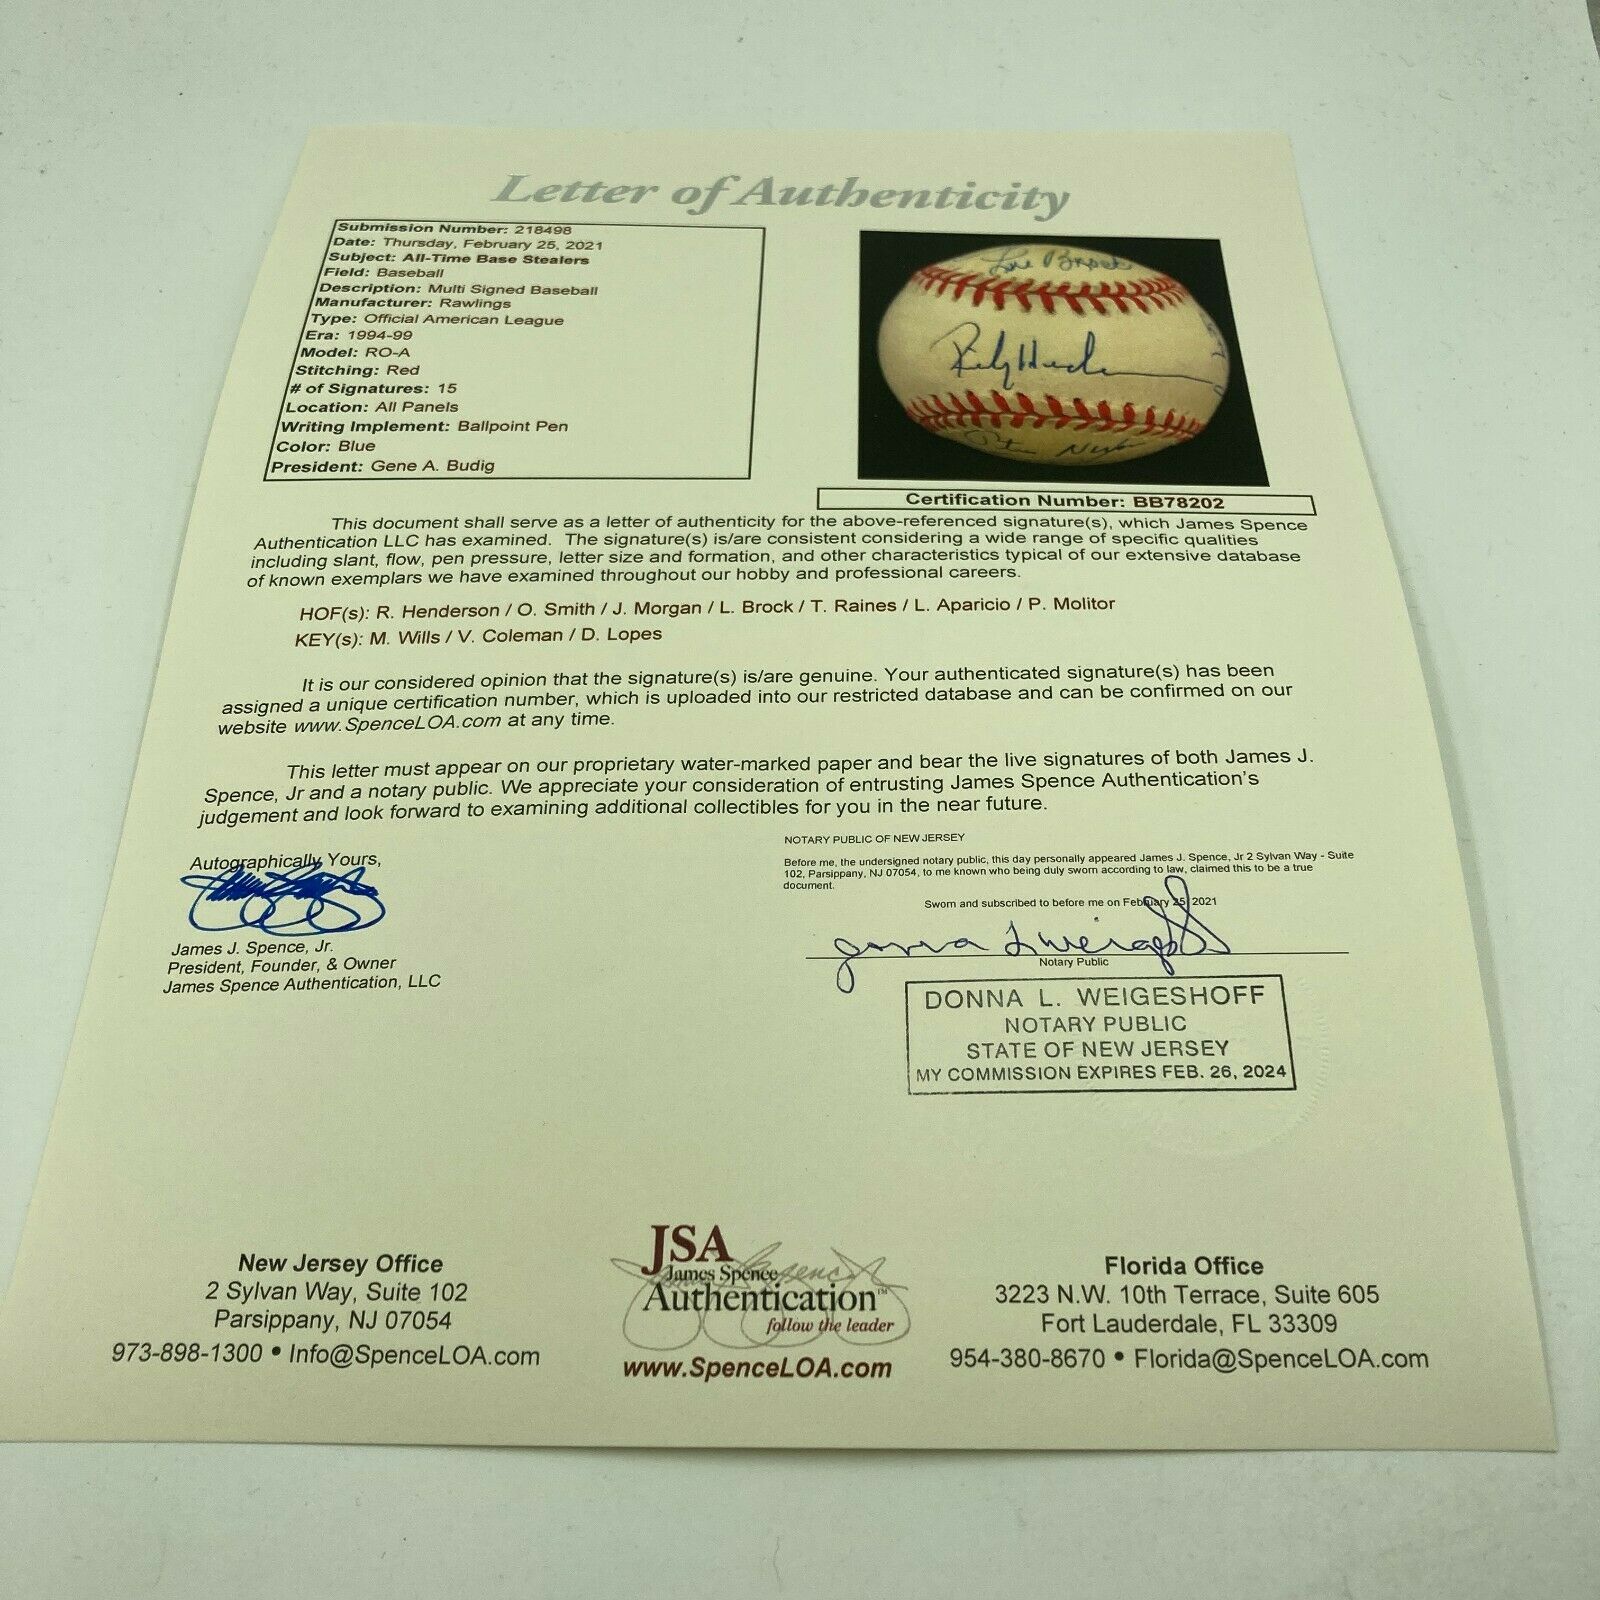 Letter of Authenticity
Submission Number: 218498
Date: Thursday, February 25, 2021
Subject: All-Time Base Stealers
Field: Baseball
Description: Multi Signed Baseball
Manufacturer: Rawlings
Type: Official American League
Era: 1994-99
Model: RO-A
Stitching: Red
# of Signatures: 15
Location: All Panels
Writing Implement: Ballpoint Pen
Color: Blue
President: Gene A. Budig
Lou Brock
Certification Number: BB78202
This document shall serve as a letter of authenticity for the above-referenced signature(s), which James Spence
Authentication LLC has examined. The signature(s) is/are consistent considering a wide range of specific qualities
including slant, flow, pen pressure, letter size and formation, and other characteristics typical of our extensive database
of known exemplars we have examined throughout our hobby and professional careers.
HOF(s): R. Henderson / O. Smith / J. Morgan / L. Brock / T. Raines / L. Aparicio / P. Molitor
KEY(s): M. Wills / V. Coleman / D. Lopes
It is our considered opinion that the signature(s) is/are genuine. Your authenticated signature(s) has been
assigned a unique certification number, which is uploaded into our restricted database and can be confirmed on our
website www.SpenceLOA.com at any time.
This letter must appear on our proprietary water-marked paper and bear the live signatures of both James J.
Spence, Jr and a notary public. We appreciate your consideration of entrusting James Spence Authentication's
judgement and look forward to examining additional collectibles for you in the near future.
Autographically Yours,
James J. Spence, Jr.
President, Founder, & Owner
James Spence Authentication, LLC
NOTARY PUBLIC OF NEW JERSEY
Before me, the undersigned notary public, this day personally appeared James J. Spence, Jr 2 Sylvan Way - Suite
102, Parsippany, NJ 07054, to me known who being duly sworn according to law, claimed this to be a true
document.
Sworn and subscribed to before me on February 25, 2021
Notary Public
DONNA L. WEIGESHOFF
NOTARY PUBLIC
STATE OF NEW JERSEY
MY COMMISSION EXPIRES FEB. 26, 2024
New Jersey Office
2 Sylvan Way, Suite 102
Parsippany, NJ 07054
973-898-1300 • Info@SpenceLOA.com
JSA
James Spence
Authentication™
follow the leader
www.SpenceLOA.com
Florida Office
3223 N.W. 10th Terrace, Suite 605
Fort Lauderdale, FL 33309
954-380-8670 • Florida@SpenceLOA.com